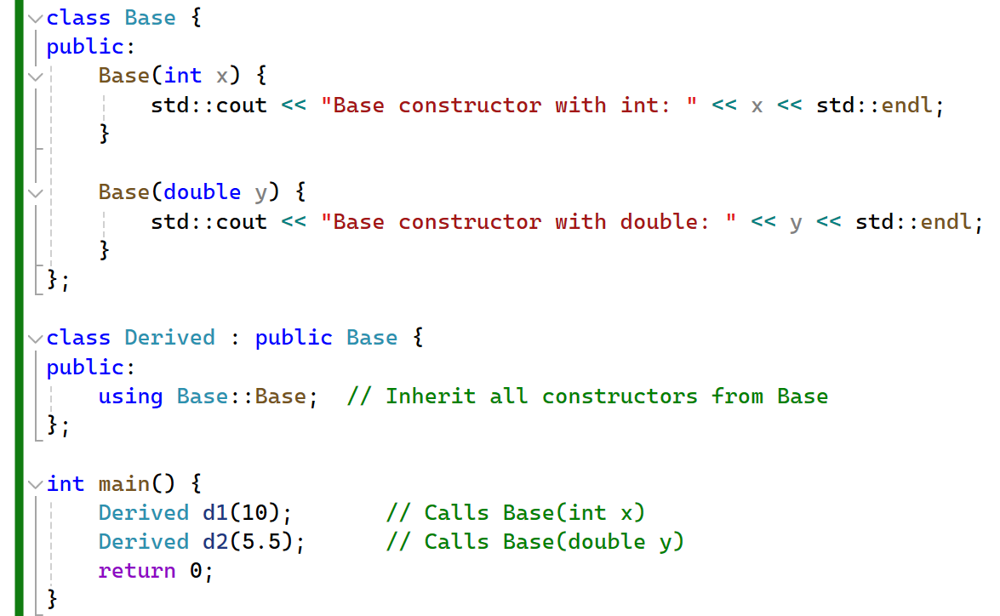 class Base {
public:
    Base(int x) {
        std::cout << "Base constructor with int: " << x << std::endl;
    }

    Base(double y) {
        std::cout << "Base constructor with double: " << y << std::endl;
    }
};

class Derived : public Base {
public:
    using Base::Base;  // Inherit all constructors from Base
};

int main() {
    Derived d1(10);       // Calls Base(int x)
    Derived d2(5.5);      // Calls Base(double y)
    return 0;
}